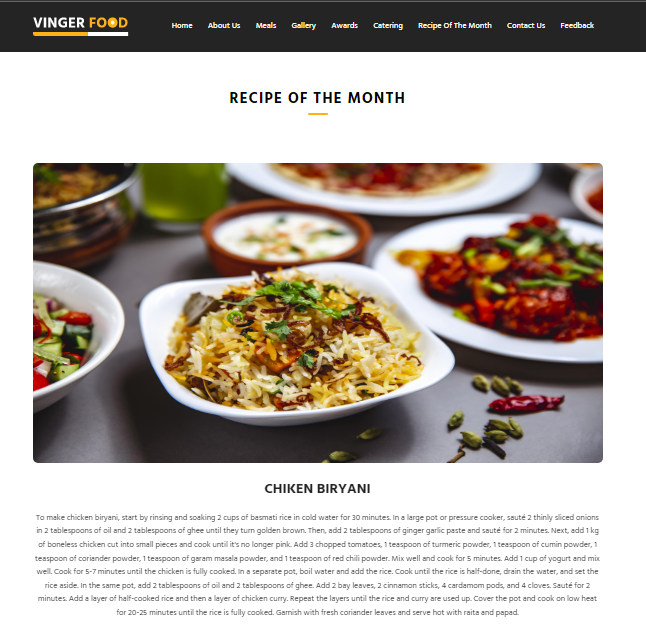 VINGER FOOD
Home About Us Meals Gallery Awards Catering Recipe Of The Month Contact Us Feedback
RECIPE OF THE MONTH
CHIKEN BIRYANI
To make chicken biryani, start by rinsing and soaking 2 cups of basmati rice in cold water for 30 minutes. In a large pot or pressure cooker, sauté 2 thinly sliced onions
in 2 tablespoons of oil and 2 tablespoons of ghee until they turn golden brown. Then, add 2 tablespoons of ginger garlic paste and sauté for 2 minutes. Next, add 1 kg
of boneless chicken cut into small pieces and cook until it's no longer pink. Add 3 chopped tomatoes, 1 teaspoon of turmeric powder, 1 teaspoon of cumin powder, 1
teaspoon of coriander powder, 1 teaspoon of garam masala powder, and 1 teaspoon of red chili powder. Mix well and cook for 5 minutes. Add 1 cup of yogurt and mix
well. Cook for 5-7 minutes until the chicken is fully cooked. In a separate pot, boil water and add the rice. Cook until the rice is half-done, drain the water, and set the
rice aside. In the same pot, add 2 tablespoons of oil and 2 tablespoons of ghee. Add 2 bay leaves, 2 cinnamon sticks, 4 cardamom pods, and 4 cloves. Sauté for 2
minutes. Add a layer of half-cooked rice and then a layer of chicken curry. Repeat the layers until the rice and curry are used up. Cover the pot and cook on low heat
for 20-25 minutes until the rice is fully cooked. Garnish with fresh coriander leaves and serve hot with raita and papad.